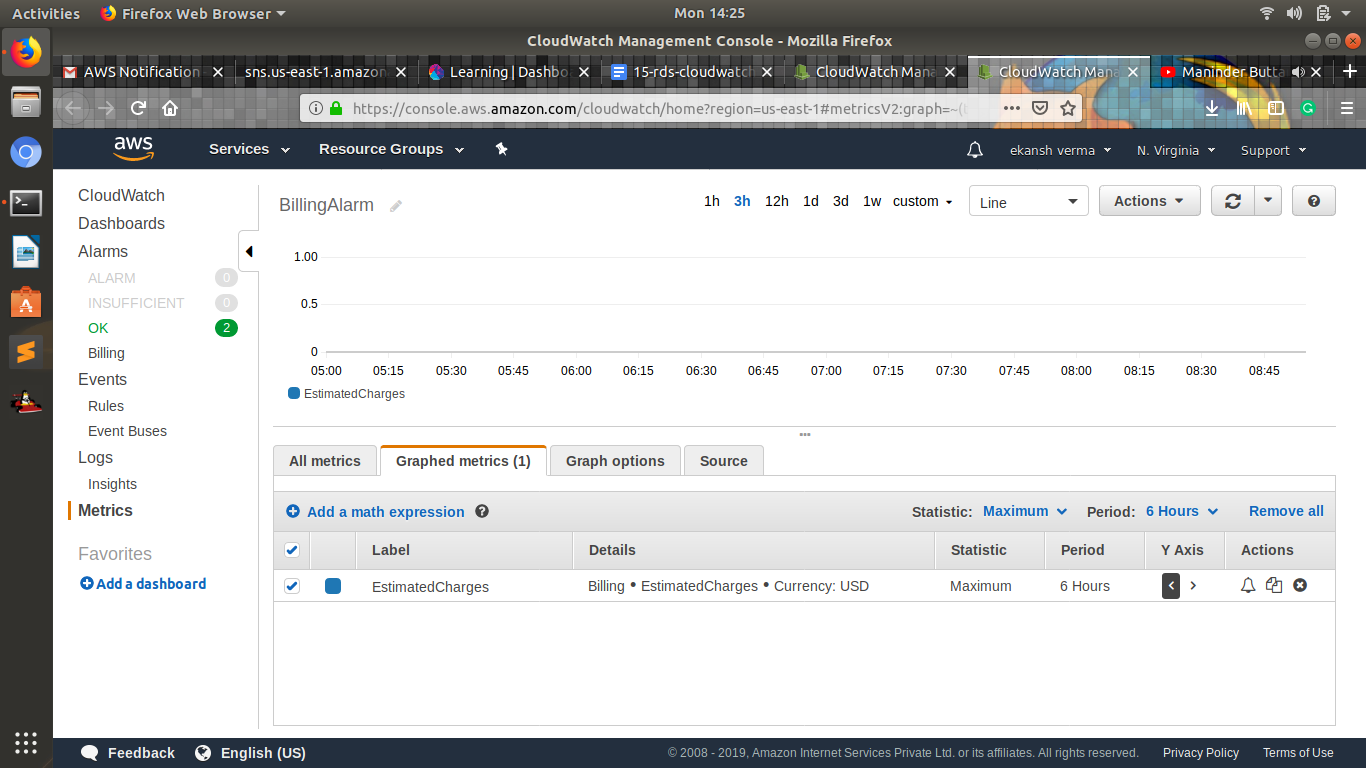 Activities Firefox Web Browser Mon 14:25
CloudWatch Management Console - Mozilla Firefox
AWS Notification sns.us-east-1.amazon Learning | Dashbo 15-rds-cloudwatch CloudWatch Mana CloudWatch Mana Maninder Butta
https://console.aws.amazon.com/cloudwatch/home?region=us-east-1#metricsV2:graph=~(
aws Services Resource Groups ekansh verma N. Virginia Support
CloudWatch
Dashboards
Alarms
ALARM 0
INSUFFICIENT 0
OK 2
Billing
Events
Rules
Event Buses
Logs
Insights
Metrics
Favorites
Add a dashboard
BillingAlarm 1h 3h 12h 1d 3d 1w custom Line Actions
1.00
0.5
0
05:00 05:15 05:30 05:45 06:00 06:15 06:30 06:45 07:00 07:15 07:30 07:45 08:00 08:15 08:30 08:45
EstimatedCharges
All metrics Graphed metrics (1) Graph options Source
Add a math expression Statistic: Maximum Period: 6 Hours Remove all
Label Details Statistic Period Y Axis Actions
EstimatedCharges Billing • EstimatedCharges • Currency: USD Maximum 6 Hours
Feedback English (US) © 2008 - 2019, Amazon Internet Services Private Ltd. or its affiliates. All rights reserved. Privacy Policy Terms of Use